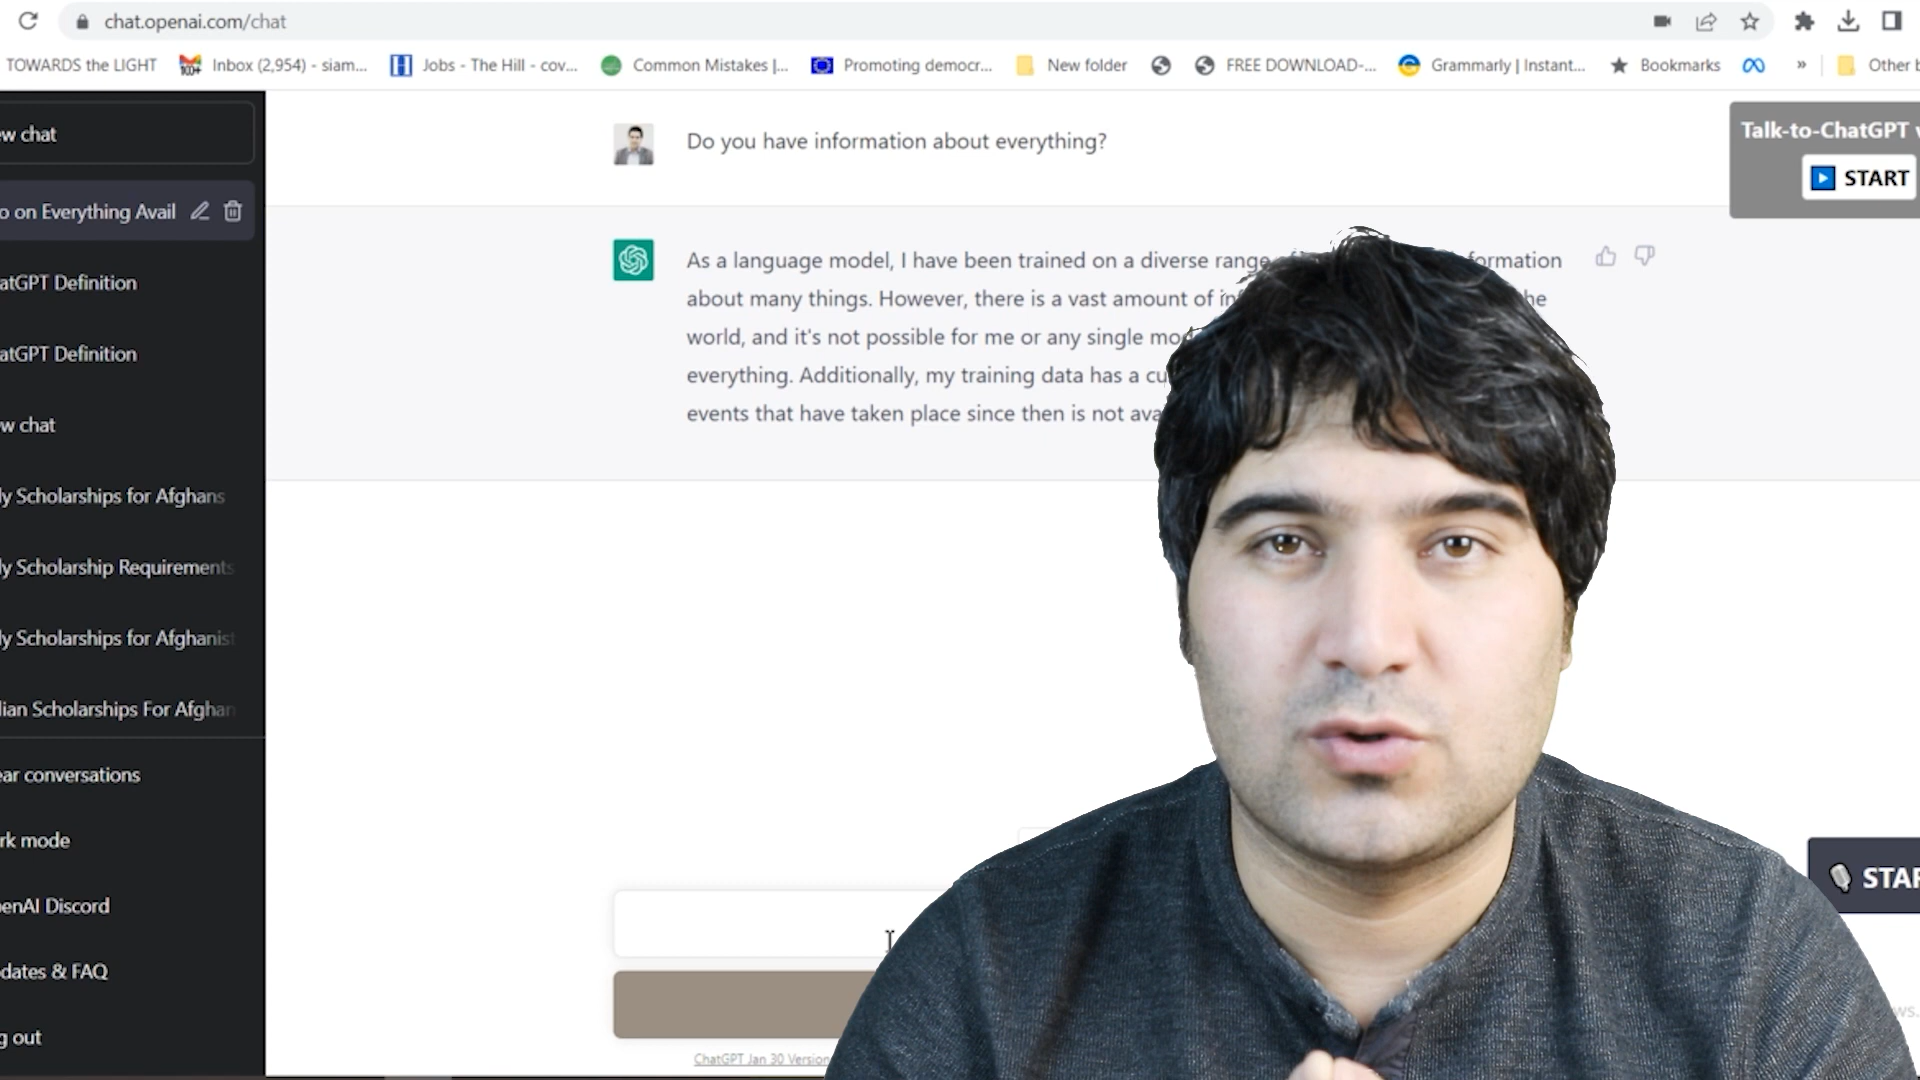 chat.openai.com/chat
TOWARDS the LIGHT Inbox (2,954) - siam... Jobs - The Hill - cov... Common Mistakes |... Promoting democr... New folder FREE DOWNLOAD-... Grammarly | Instant... Bookmarks » Other b
ew chat
Do you have information about everything?
Talk-to-ChatGPT v
START
o on Everything Avail
As a language model, I have been trained on a diverse range formation
about many things. However, there is a vast amount of he
world, and it's not possible for me or any single mod
everything. Additionally, my training data has a cu
events that have taken place since then is not ava
atGPT Definition
atGPT Definition
w chat
ly Scholarships for Afghans
ly Scholarship Requirements
ly Scholarships for Afghanist
lian Scholarships For Afghan
ear conversations
rk mode
enAI Discord
dates & FAQ
g out
STAR
ChatGPT Jan 30 Version
ws.